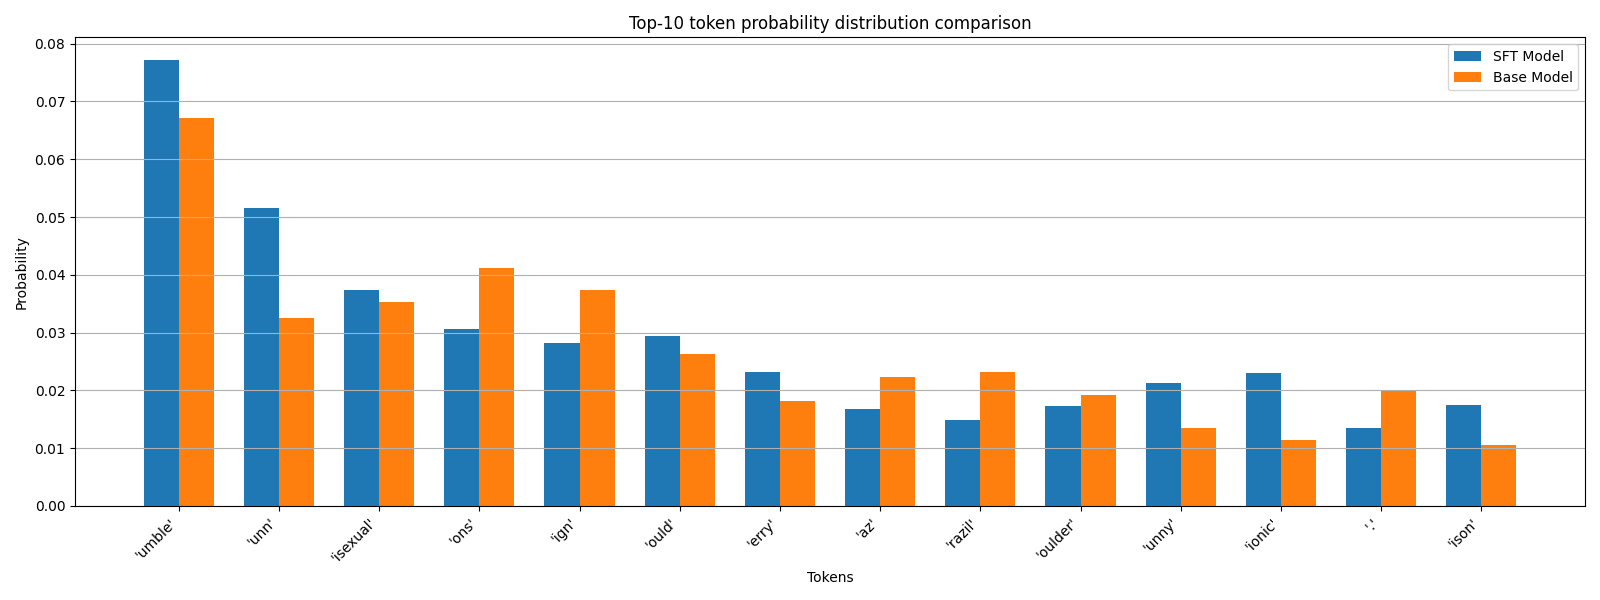 Top-10 token probability distribution comparison
SFT Model
Base Model
Probability
0.08
0.07
0.06
0.05
0.04
0.03
0.02
0.01
0.00
'umble'
'unn'
'isexual'
'ons'
'ign'
'ould'
'erry'
'az'
'razil'
'oulder'
'unny'
'ionic'
'.'
'ison'
Tokens